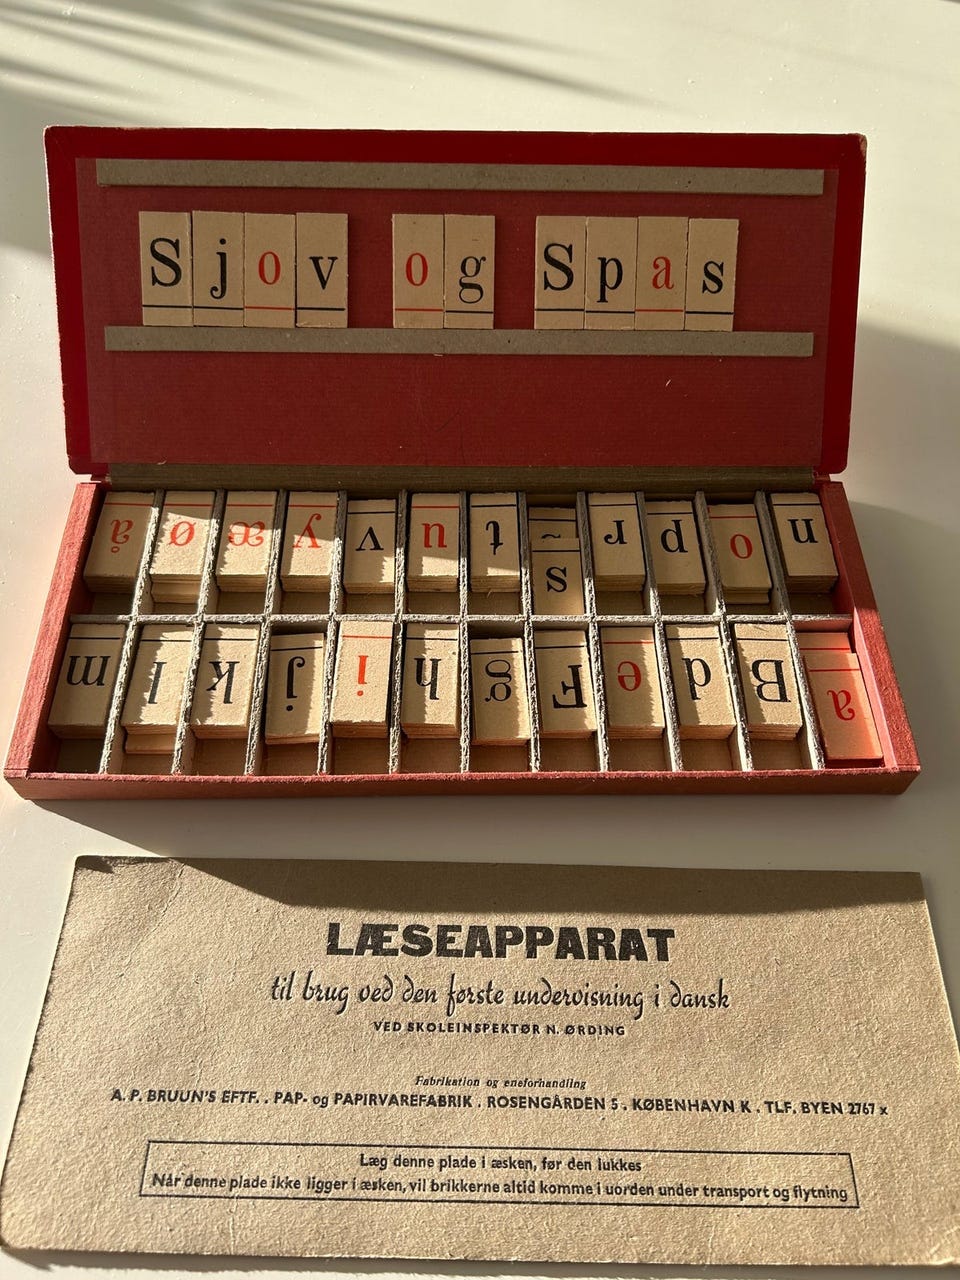 Sjov og Spas
å ø æ y v u t s r p o n
m l k j i h g F e d B a
LÆSEAPPARAT
til brug ved den første undervisning i dansk
VED SKOLEINSPEKTØR N. ØRDING
Fabrikation og eneforhandling
A. P. BRUUN'S EFTF. . PAP- og PAPIRVAREFABRIK . ROSENGÅRDEN 5 . KØBENHAVN K . TLF. BYEN 2767 x
Læg denne plade i æsken, før den lukkes
Når denne plade ikke ligger i æsken, vil brikkerne altid komme i uorden under transport og flytning